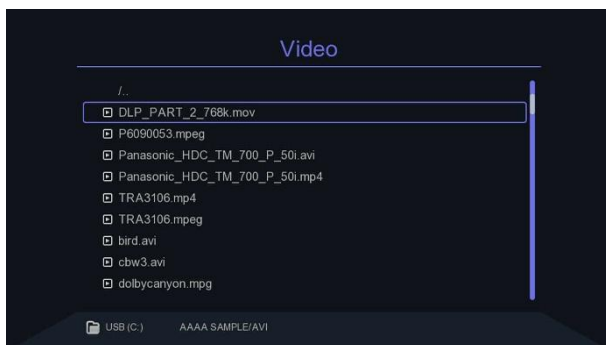 Video
/..
DLP_PART_2_768k.mov
P6090053.mpeg
Panasonic_HDC_TM_700_P_50i.avi
Panasonic_HDC_TM_700_P_50i.mp4
TRA3106.mp4
TRA3106.mpeg
bird.avi
cbw3.avi
dolbycanyon.mpg
USB (C:) AAAA SAMPLE/AVI